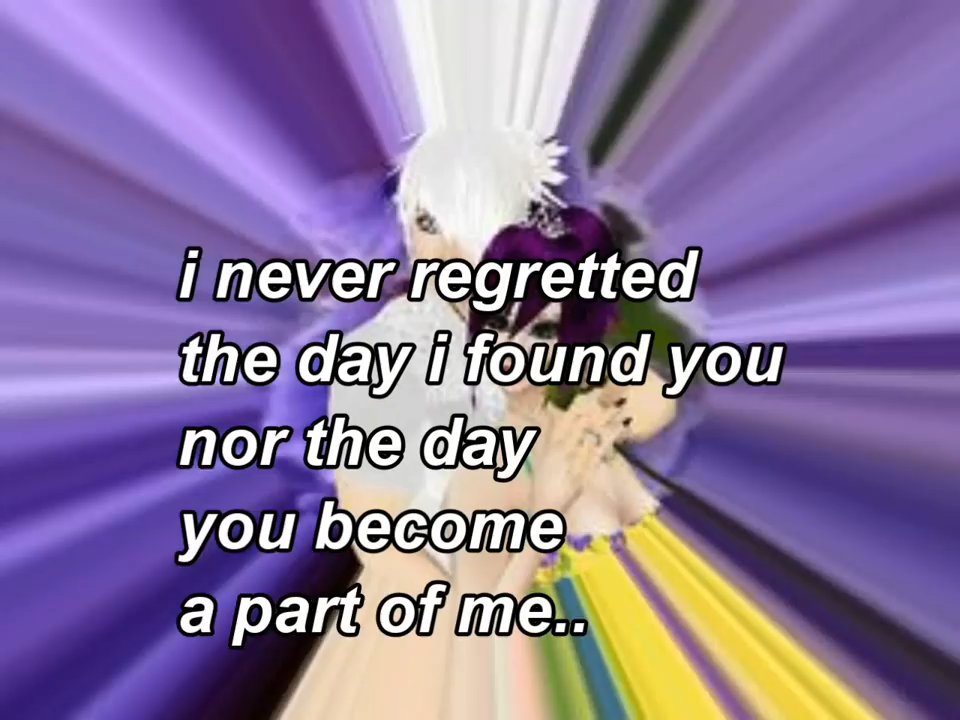 i never regretted
the day i found you
nor the day
you become
a part of me..